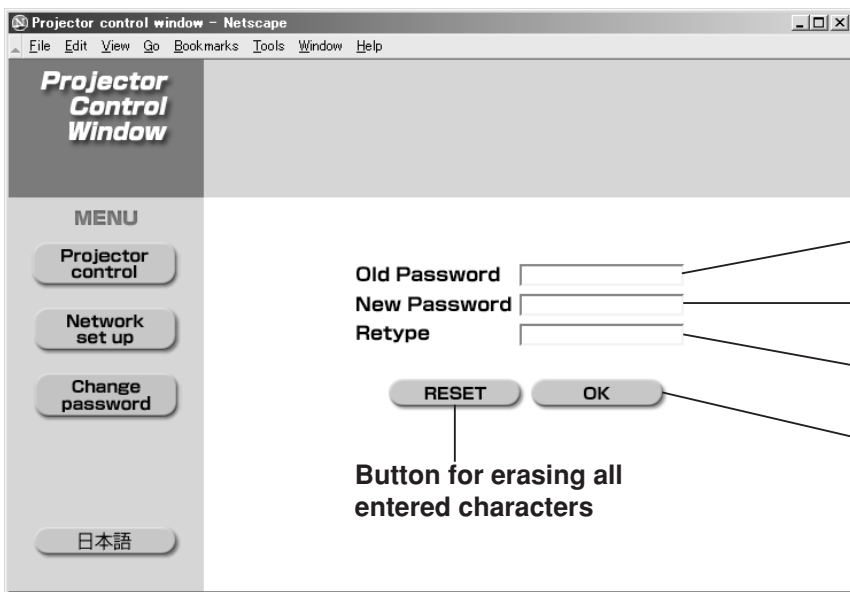 Projector control window - Netscape
File Edit View Go Bookmarks Tools Window Help
Projector
Control
Window
MENU
Projector
control
Network
set up
Change
password
日本語
Old Password
New Password
Retype
RESET OK
Button for erasing all
entered characters